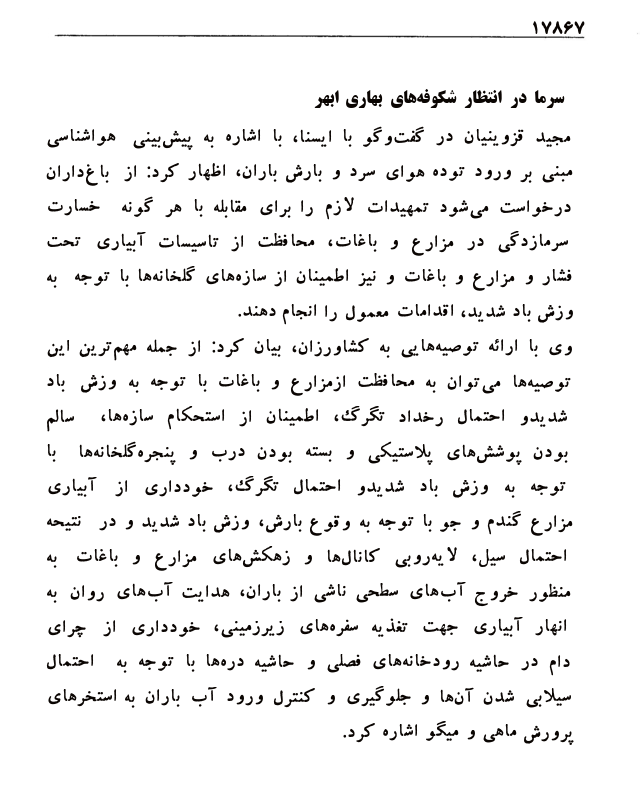 ۱۷۸۶۷
سرما در انتظار شکوفه‌های بهاری ابهر
مجید قزوینیان در گفت‌وگو با ایسنا، با اشاره به پیش‌بینی هواشناسی
مبنی بر ورود توده هوای سرد و بارش باران، اظهار کرد: از باغ‌داران
درخواست می‌شود تمهیدات لازم را برای مقابله با هر گونه خسارت
سرمازدگی در مزارع و باغات، محافظت از تاسیسات آبیاری تحت
فشار و مزارع و باغات و نیز اطمینان از سازه‌های گلخانه‌ها با توجه به
وزش باد شدید، اقدامات معمول را انجام دهند.
وی با ارائه توصیه‌هایی به کشاورزان، بیان کرد: از جمله مهم‌ترین این
توصیه‌ها می‌توان به محافظت ازمزارع و باغات با توجه به وزش باد
شدیدو احتمال رخداد تگرگ، اطمینان از استحکام سازه‌ها، سالم
بودن پوشش‌های پلاستیکی و بسته بودن درب و پنجره‌گلخانه‌ها با
توجه به وزش باد شدیدو احتمال تگرگ، خودداری از آبیاری
مزارع گندم و جو با توجه به وقوع بارش، وزش باد شدید و در نتیحه
احتمال سیل، لایه‌روبی کانال‌ها و زهکش‌های مزارع و باغات به
منظور خروج آب‌های سطحی ناشی از باران، هدایت آب‌های روان به
انهار آبیاری جهت تغذیه سفره‌های زیرزمینی، خودداری از چرای
دام در حاشیه رودخانه‌های فصلی و حاشیه دره‌ها با توجه به احتمال
سیلابی شدن آن‌ها و جلوگیری و کنترل ورود آب باران به استخرهای
پرورش ماهی و میگو اشاره کرد.